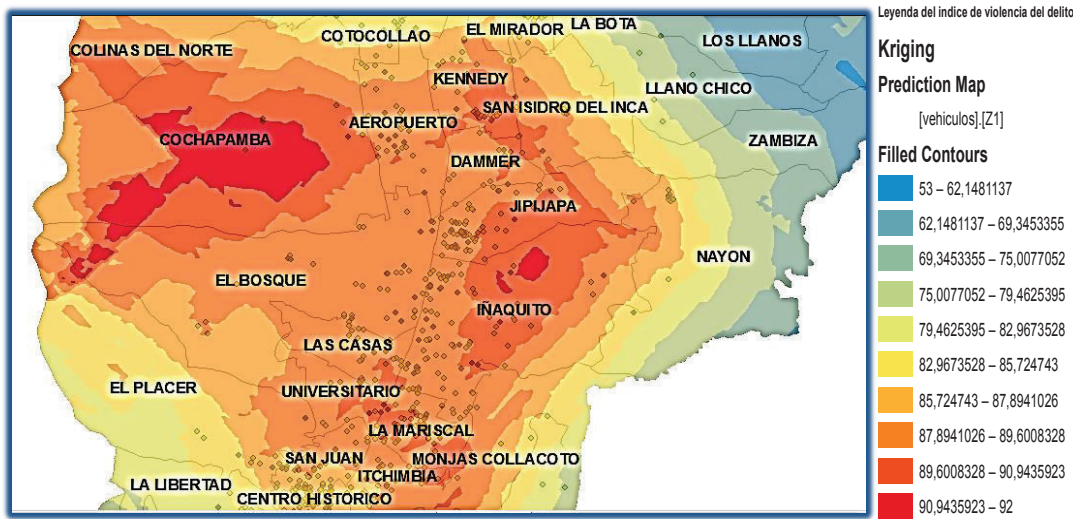 COLINAS DEL NORTE
COTOCOLLAO
EL MIRADOR
LA BOTA
LOS LLANOS
KENNEDY
LLANO CHICO
SAN ISIDRO DEL INCA
AEROPUERTO
COCHAPAMBA
ZAMBIZA
DAMMER
JIPIJAPA
NAYON
EL BOSQUE
IÑAQUITO
LAS CASAS
EL PLACER
UNIVERSITARIO
LA MARISCAL
SAN JUAN
MONJAS COLLACOTO
ITCHIMBIA
LA LIBERTAD
CENTRO HISTORICO
Leyenda del indice de violencia del delito
Kriging
Prediction Map
[vehiculos].[Z1]
Filled Contours
53 – 62,1481137
62,1481137 – 69,3453355
69,3453355 – 75,0077052
75,0077052 – 79,4625395
79,4625395 – 82,9673528
82,9673528 – 85,724743
85,724743 – 87,8941026
87,8941026 – 89,6008328
89,6008328 – 90,9435923
90,9435923 – 92